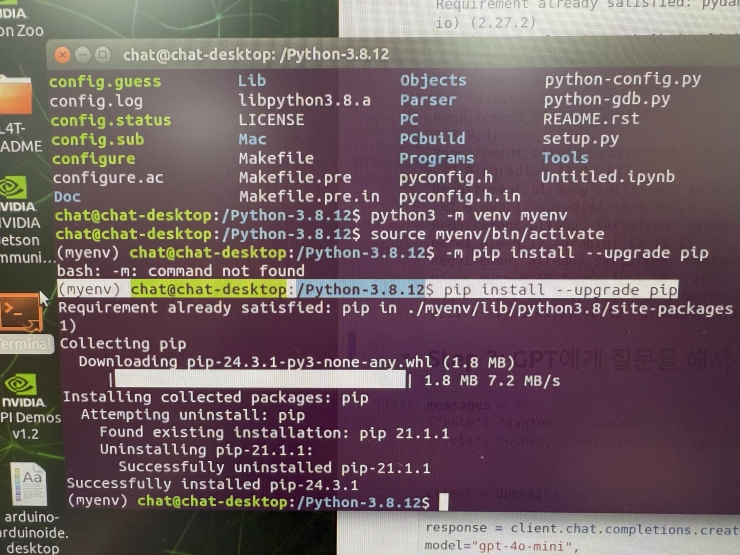 Requirement already satisfied: pydan
io) (2.27.2)
chat@chat-desktop: /Python-3.8.12
config.guess Lib Objects python-config.py
config.log libpython3.8.a Parser python-gdb.py
config.status LICENSE PC README.rst
config.sub Mac PCbuild setup.py
configure Makefile Programs Tools
configure.ac Makefile.pre pyconfig.h Untitled.ipynb
Doc Makefile.pre.in pyconfig.h.in
chat@chat-desktop:/Python-3.8.12$ python3 -m venv myenv
chat@chat-desktop:/Python-3.8.12$ source myenv/bin/activate
(myenv) chat@chat-desktop:/Python-3.8.12$ -m pip install --upgrade pip
bash: -m: command not found
(myenv) chat@chat-desktop:/Python-3.8.12$ pip install --upgrade pip
Requirement already satisfied: pip in ./myenv/lib/python3.8/site-packages
1)
Collecting pip
Downloading pip-24.3.1-py3-none-any.whl (1.8 MB)
| | 1.8 MB 7.2 MB/s
Installing collected packages: pip
Attempting uninstall: pip
Found existing installation: pip 21.1.1
Uninstalling pip-21.1.1:
Successfully uninstalled pip-21.1.1
Successfully installed pip-24.3.1
(myenv) chat@chat-desktop:/Python-3.8.12$
GPT에게 질문을 해서
messages = [
response = client.chat.completions.creat
model="gpt-4o-mini",
VIDIA
on Zoo
L4T-
ADME
VIDIA.
VIDIA
etson
mmuni...
Terminal
NVIDIA.
PI Demos
v1.2
Aa
arduino-
arduinoide.
desktop